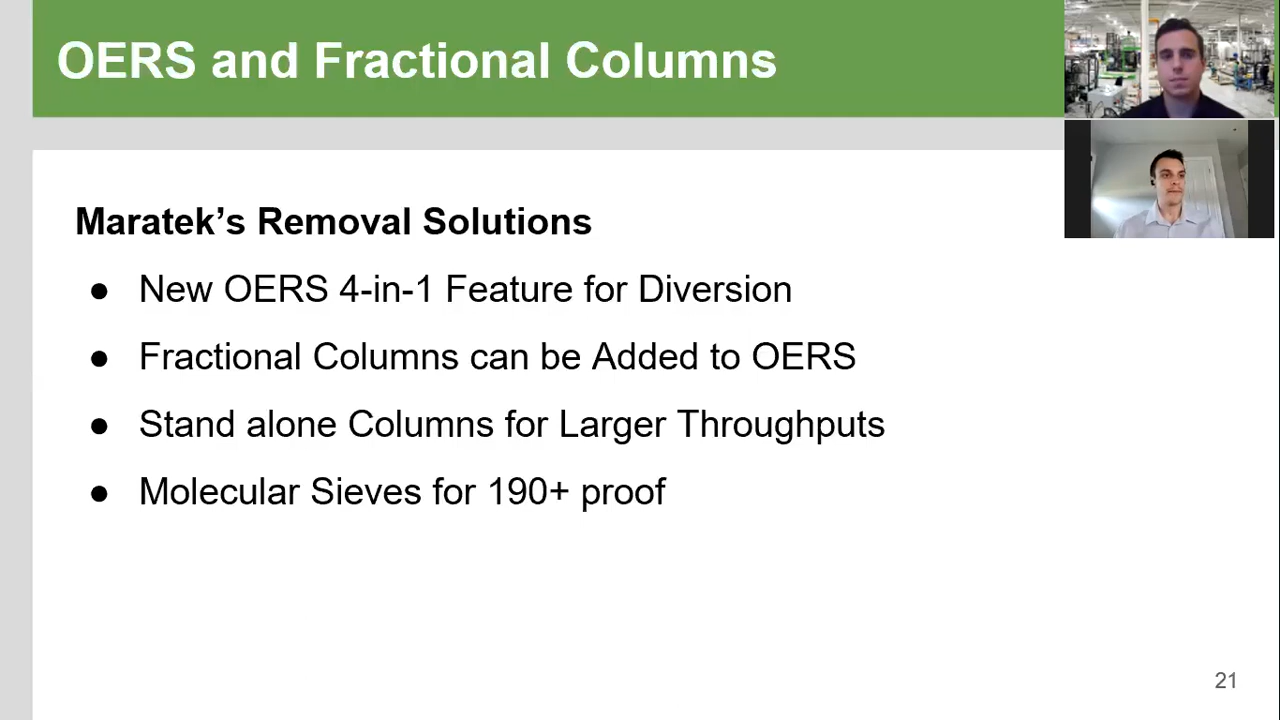 OERS and Fractional Columns
Maratek’s Removal Solutions
● New OERS 4-in-1 Feature for Diversion
● Fractional Columns can be Added to OERS
● Stand alone Columns for Larger Throughputs
● Molecular Sieves for 190+ proof
21